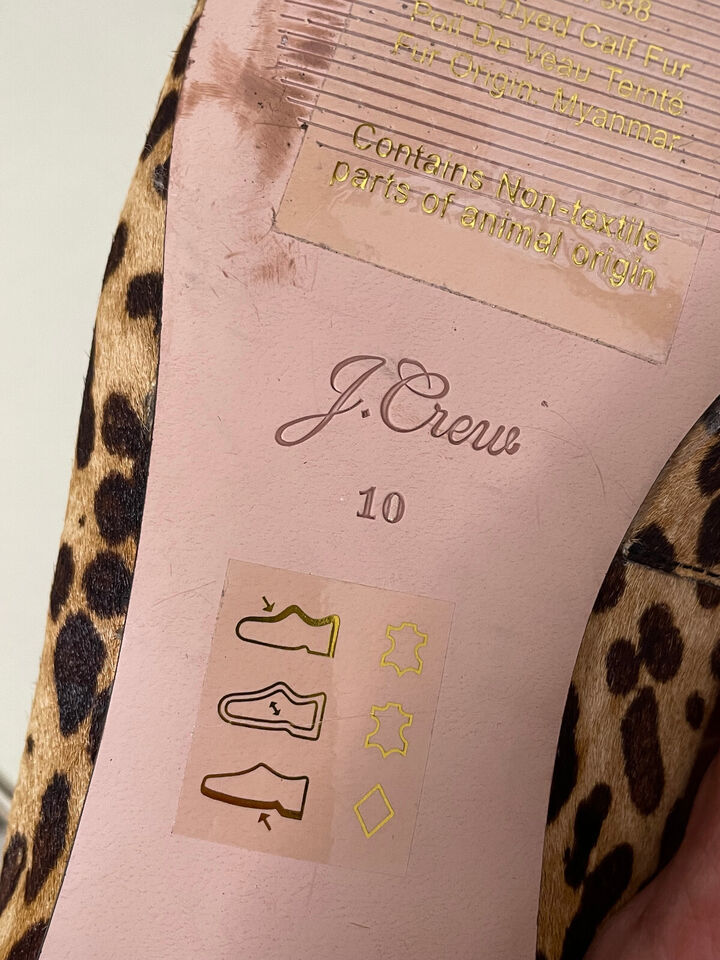 Dyed Calf Fur
Poil De Veau Teinté
Fur Origin: Myanmar
Contains Non-textile
parts of animal origin
J.Crew
10